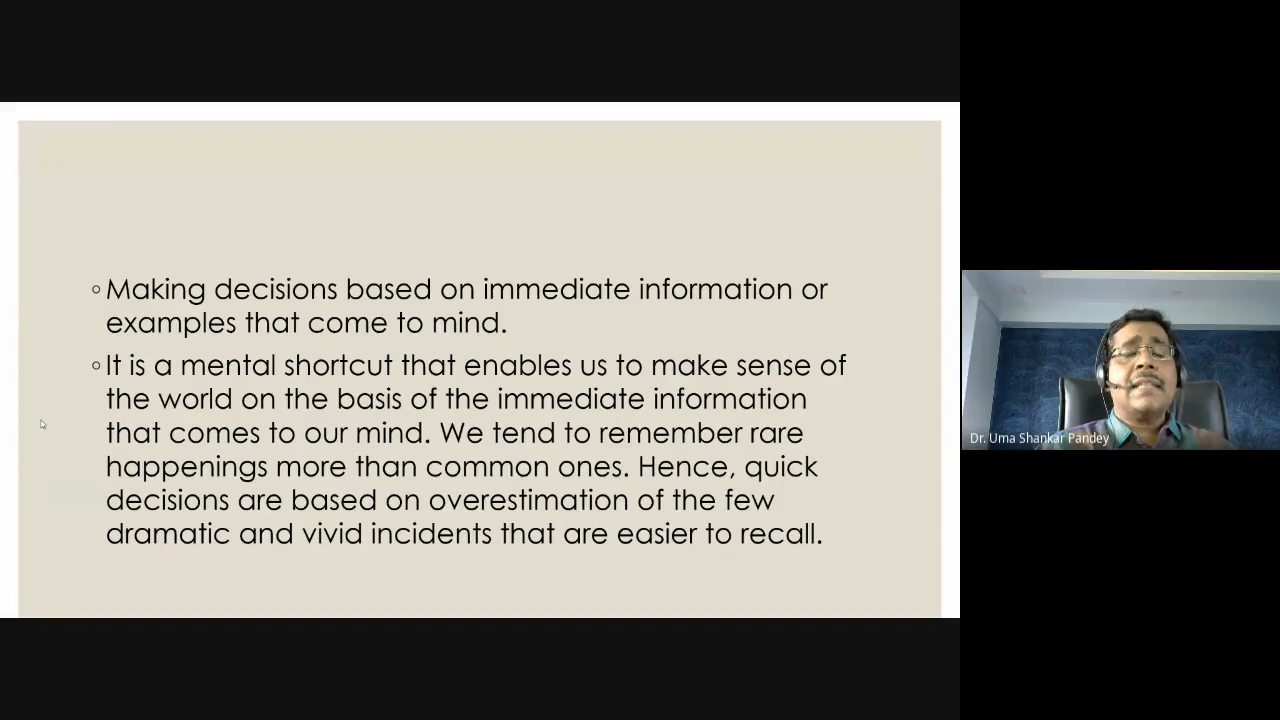 ◦Making decisions based on immediate information or
examples that come to mind.
◦It is a mental shortcut that enables us to make sense of
the world on the basis of the immediate information
that comes to our mind. We tend to remember rare
happenings more than common ones. Hence, quick
decisions are based on overestimation of the few
dramatic and vivid incidents that are easier to recall.
Dr. Uma Shankar Pandey